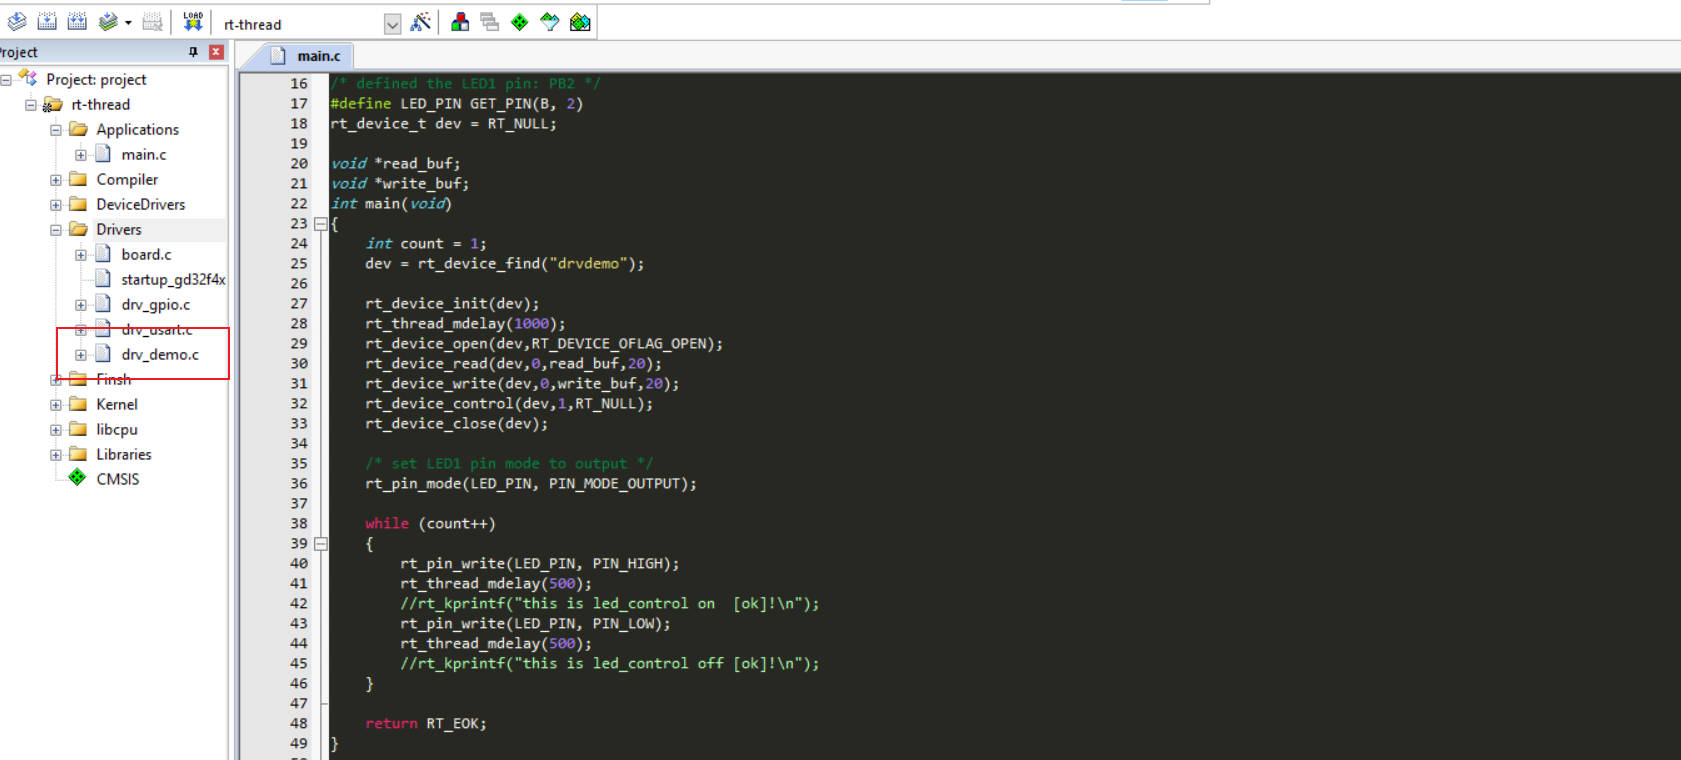 LOAD
rt-thread
Project
main.c
Project: project
rt-thread
Applications
main.c
Compiler
DeviceDrivers
Drivers
board.c
startup_gd32f4x
drv_gpio.c
drv_usart.c
drv_demo.c
Finsh
Kernel
libcpu
Libraries
CMSIS
16 /* defined the LED1 pin: PB2 */
17 #define LED_PIN GET_PIN(B, 2)
18 rt_device_t dev = RT_NULL;
19
20 void *read_buf;
21 void *write_buf;
22 int main(void)
23 {
24 int count = 1;
25 dev = rt_device_find("drvdemo");
26
27 rt_device_init(dev);
28 rt_thread_mdelay(1000);
29 rt_device_open(dev,RT_DEVICE_OFLAG_OPEN);
30 rt_device_read(dev,0,read_buf,20);
31 rt_device_write(dev,0,write_buf,20);
32 rt_device_control(dev,1,RT_NULL);
33 rt_device_close(dev);
34
35 /* set LED1 pin mode to output */
36 rt_pin_mode(LED_PIN, PIN_MODE_OUTPUT);
37
38 while (count++)
39 {
40 rt_pin_write(LED_PIN, PIN_HIGH);
41 rt_thread_mdelay(500);
42 //rt_kprintf("this is led_control on  [ok]!\n");
43 rt_pin_write(LED_PIN, PIN_LOW);
44 rt_thread_mdelay(500);
45 //rt_kprintf("this is led_control off [ok]!\n");
46 }
47
48 return RT_EOK;
49 }